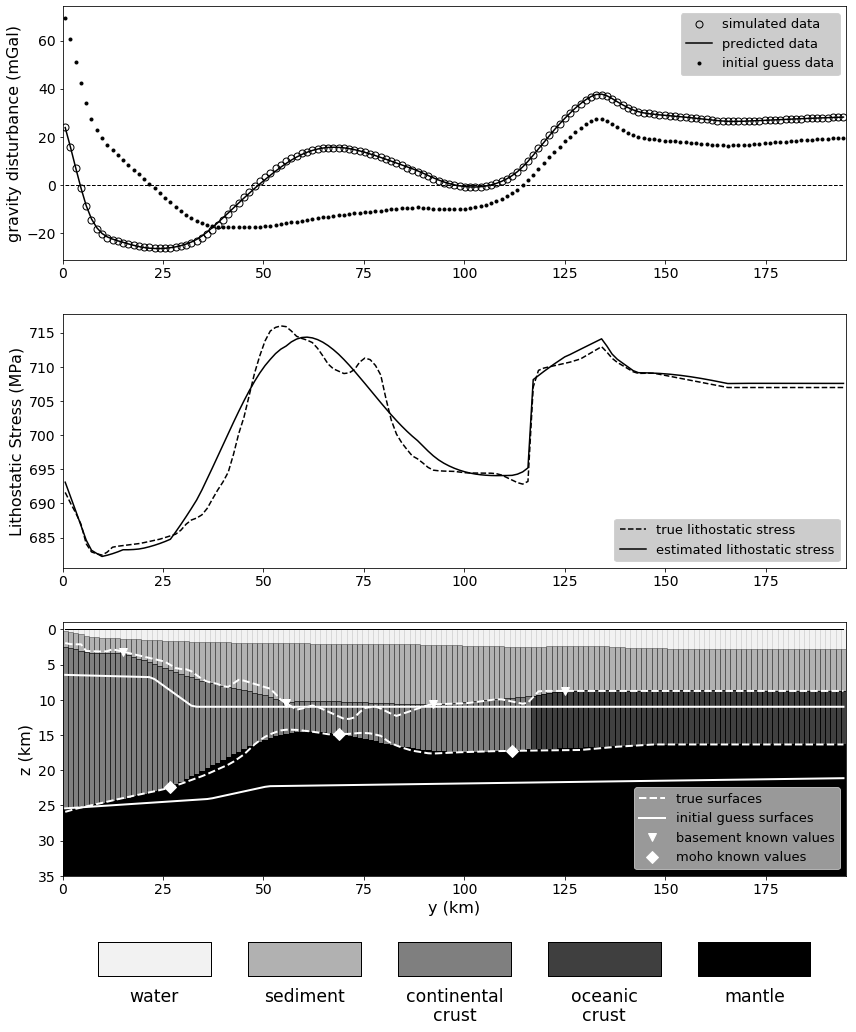 gravity disturbance (mGal)
60
40
20
0
−20
simulated data
predicted data
initial guess data
0 25 50 75 100 125 150 175
Lithostatic Stress (MPa)
715
710
705
700
695
690
685
true lithostatic stress
estimated lithostatic stress
0 25 50 75 100 125 150 175
z (km)
0
5
10
15
20
25
30
35
true surfaces
initial guess surfaces
basement known values
moho known values
0 25 50 75 100 125 150 175
y (km)
water sediment continental oceanic mantle
crust crust